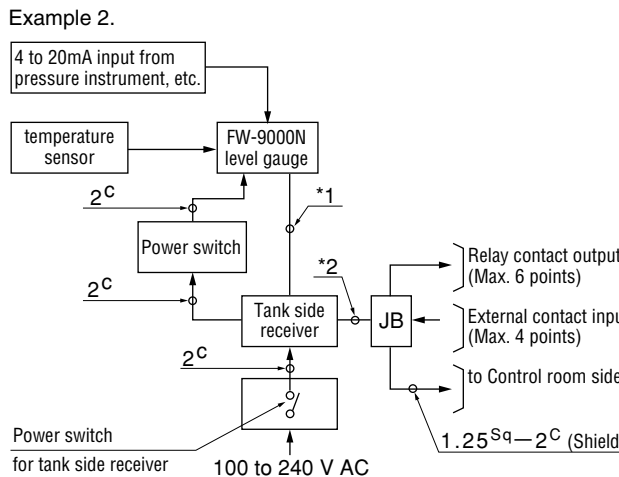 Example 2.
4 to 20mA input from
pressure instrument, etc.
temperature
sensor
FW-9000N
level gauge
2C
*1
Power switch
*2
2C
Relay contact output
(Max. 6 points)
Tank side
receiver
JB
External contact inpu
(Max. 4 points)
2C
to Control room side
Power switch
for tank side receiver
100 to 240 V AC
1.25Sq—2C (Shield